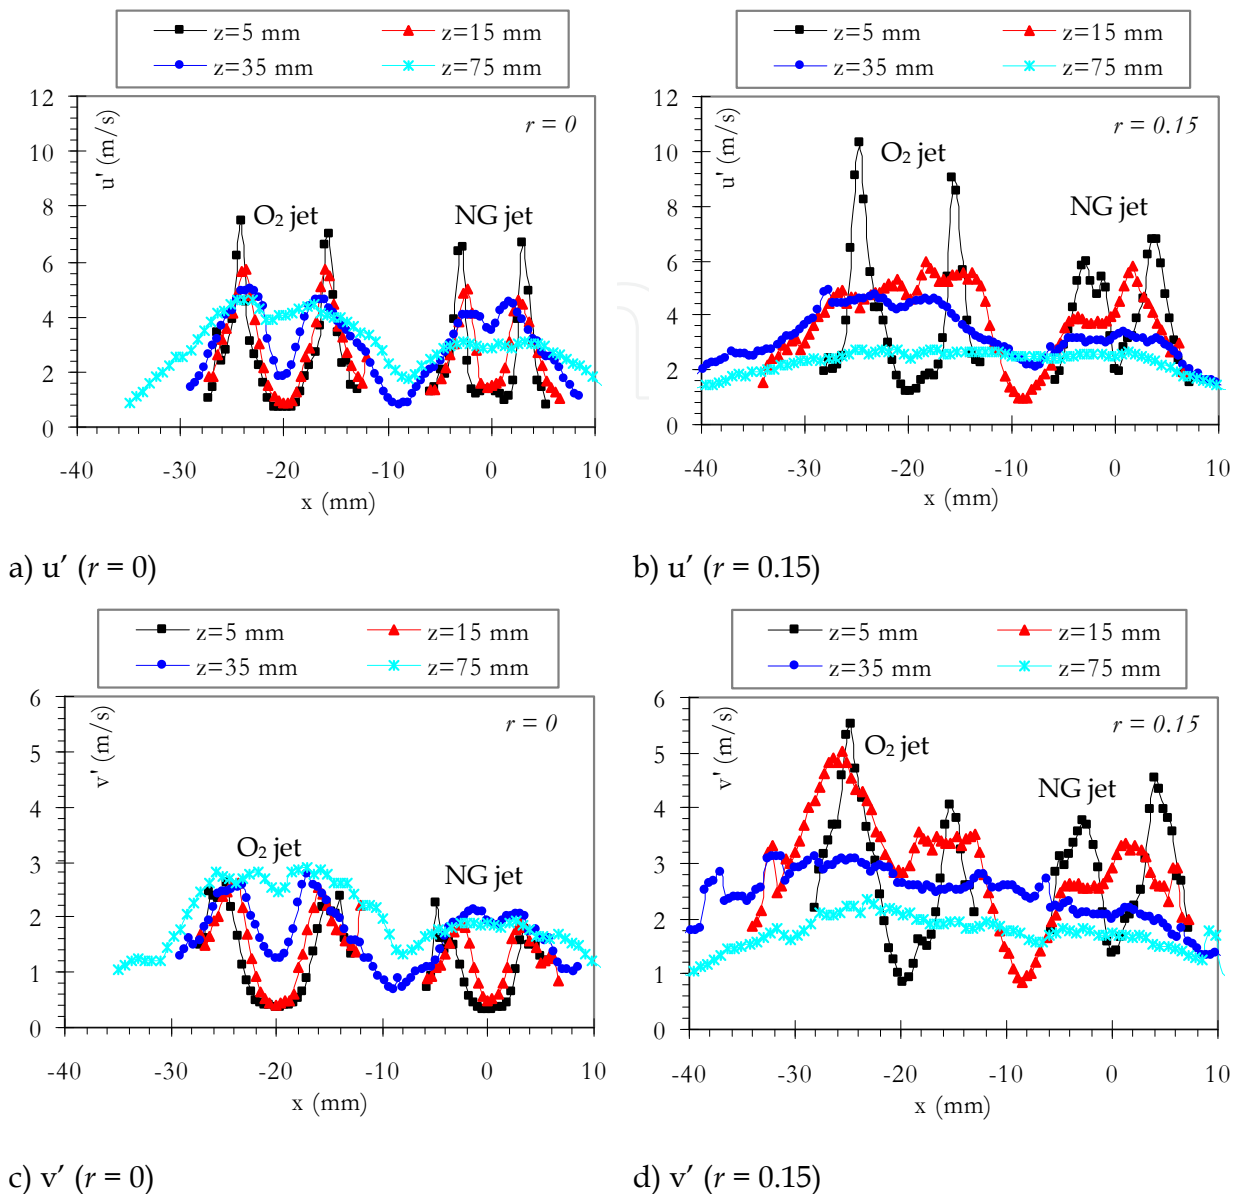 z=5 mm z=15 mm
z=35 mm z=75 mm
12
10
8
6
4
2
0
u' (m/s)
r = 0
O₂ jet NG jet
-40 -30 -20 -10 0 10
x (mm)
a) u’ (r = 0)
z=5 mm z=15 mm
z=35 mm z=75 mm
12
10
8
6
4
2
0
u' (m/s)
r = 0.15
O₂ jet
NG jet
-40 -30 -20 -10 0 10
x (mm)
b) u’ (r = 0.15)
z=5 mm z=15 mm
z=35 mm z=75 mm
6
5
4
3
2
1
0
v' (m/s)
r = 0
O₂ jet
NG jet
-40 -30 -20 -10 0 10
x (mm)
c) v’ (r = 0)
z=5 mm z=15 mm
z=35 mm z=75 mm
6
5
4
3
2
1
0
v' (m/s)
r = 0.15
O₂ jet
NG jet
-40 -30 -20 -10 0 10
x (mm)
d) v’ (r = 0.15)